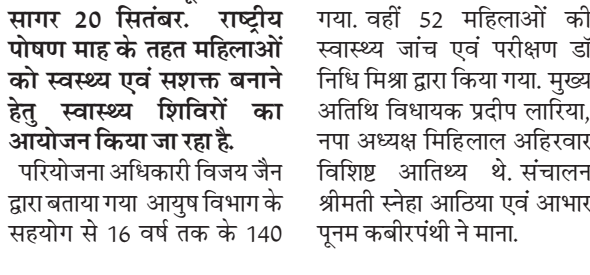 सागर 20 सितंबर. राष्ट्रीय
पोषण माह के तहत महिलाओं
को स्वस्थ्य एवं सशक्त बनाने
हेतु स्वास्थ्य शिविरों का
आयोजन किया जा रहा है.
परियोजना अधिकारी विजय जैन
द्वारा बताया गया आयुष विभाग के
सहयोग से 16 वर्ष तक के 140
गया. वहीं 52 महिलाओं की
स्वास्थ्य जांच एवं परीक्षण डॉ
निधि मिश्रा द्वारा किया गया. मुख्य
अतिथि विधायक प्रदीप लारिया,
नपा अध्यक्ष मिहिलाल अहिरवार
विशिष्ट आतिथ्य थे. संचालन
श्रीमती स्नेहा आठिया एवं आभार
पूनम कबीरपंथी ने माना.